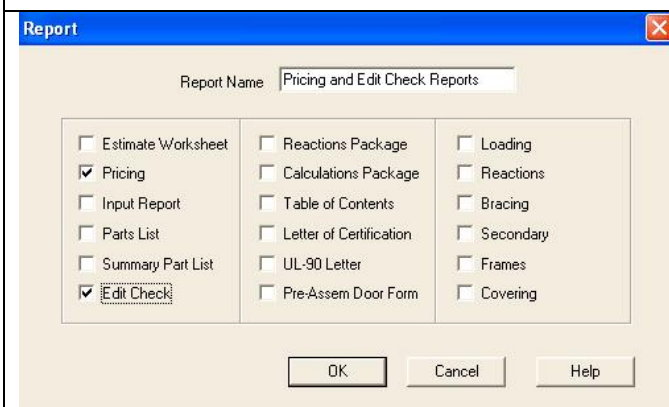 Report
Report Name Pricing and Edit Check Reports
Estimate Worksheet
Pricing
Input Report
Parts List
Summary Part List
Edit Check
Reactions Package
Calculations Package
Table of Contents
Letter of Certification
UL-90 Letter
Pre-Assem Door Form
Loading
Reactions
Bracing
Secondary
Frames
Covering
OK Cancel Help